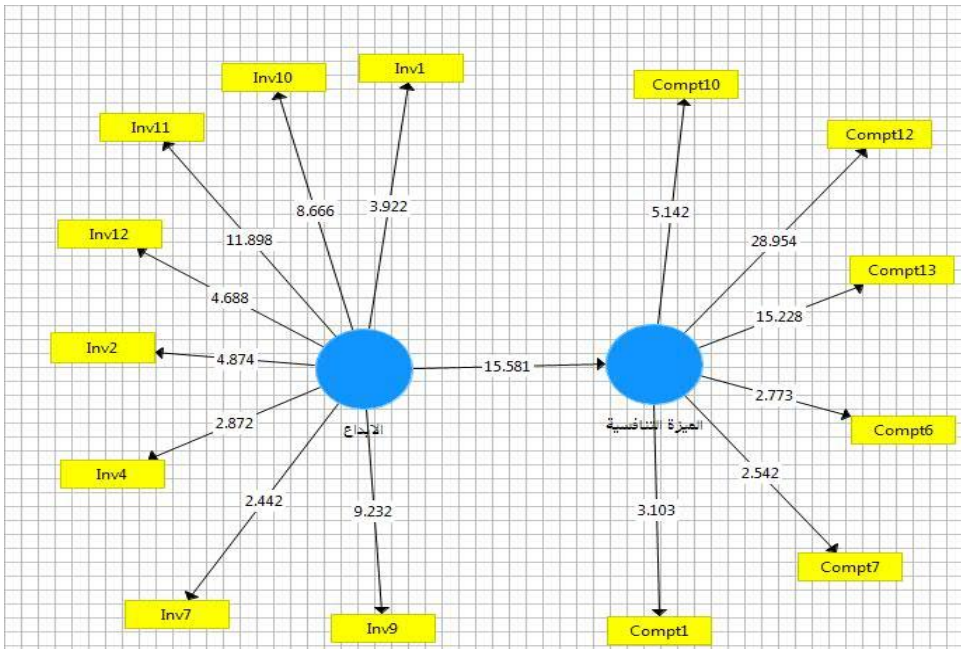 Inv1
Inv10
Inv11
Inv12
Inv2
Inv4
Inv7
Inv9
3.922
8.666
11.898
4.688
4.874
2.872
2.442
9.232
الابداع
15.581
الميزة التنافسية
Compt10
Compt12
Compt13
Compt6
Compt7
Compt1
5.142
28.954
15.228
2.773
2.542
3.103